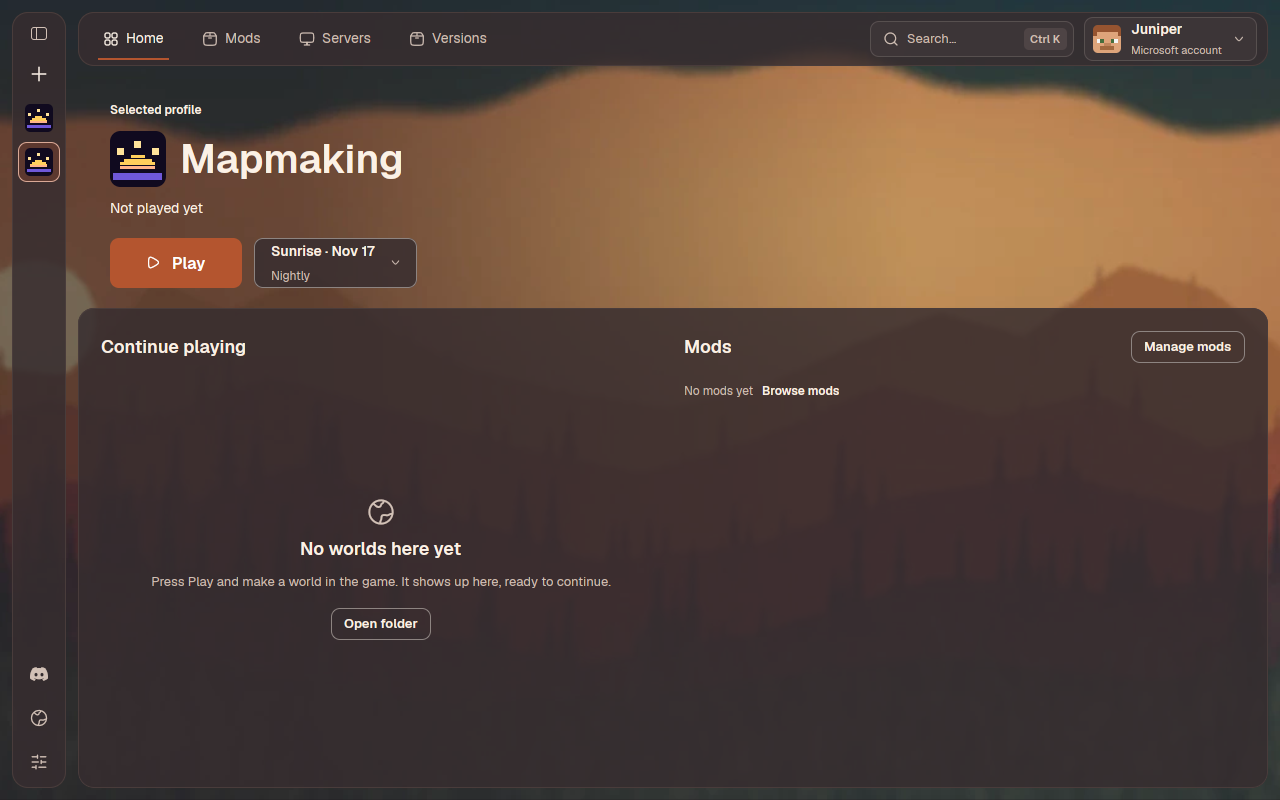 Home
Mods
Servers
Versions
Search...
Ctrl K
Juniper
Microsoft account
Selected profile
Mapmaking
Not played yet
Play
Sunrise · Nov 17
Nightly
Continue playing
Mods
Manage mods
No mods yet Browse mods
No worlds here yet
Press Play and make a world in the game. It shows up here, ready to continue.
Open folder